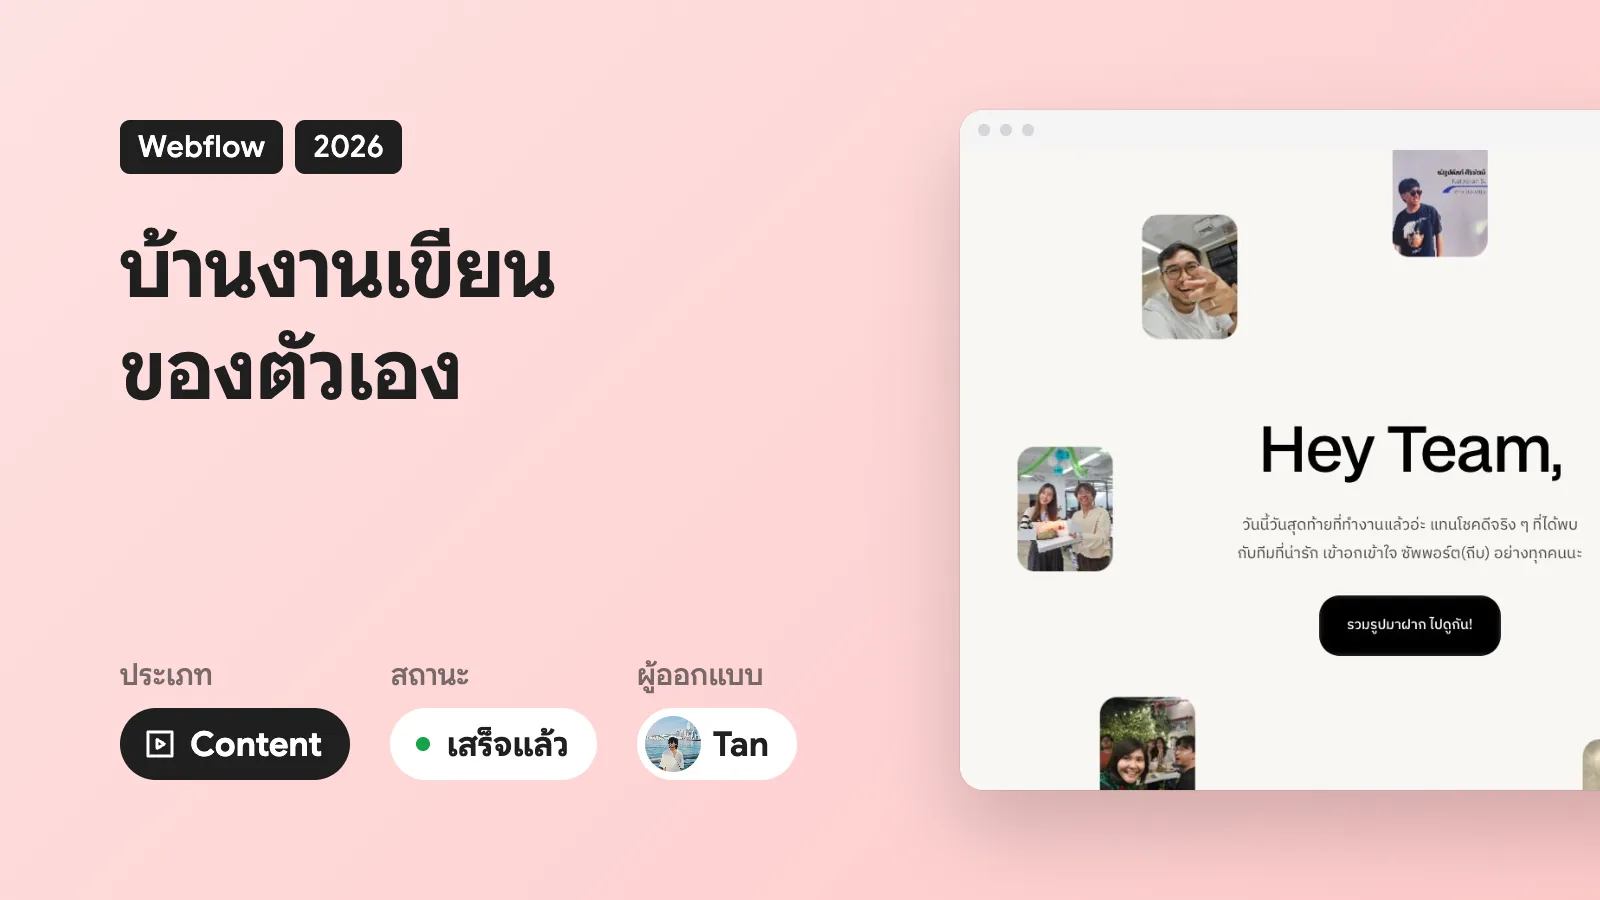 Webflow 2026
บ้านงานเขียน
ของตัวเอง
ประเภท สถานะ ผู้ออกแบบ
Content เสร็จแล้ว Tan
Hey Team,
วันนี้วันสุดท้ายที่ทำงานแล้วอ่ะ แทนโชคดีจริง ๆ ที่ได้พบ
กับทีมที่น่ารัก เข้าอกเข้าใจ ซัพพอร์ต(ถีบ) อย่างทุกคนนะ
รวมรูปมาฝาก ไปดูกัน!